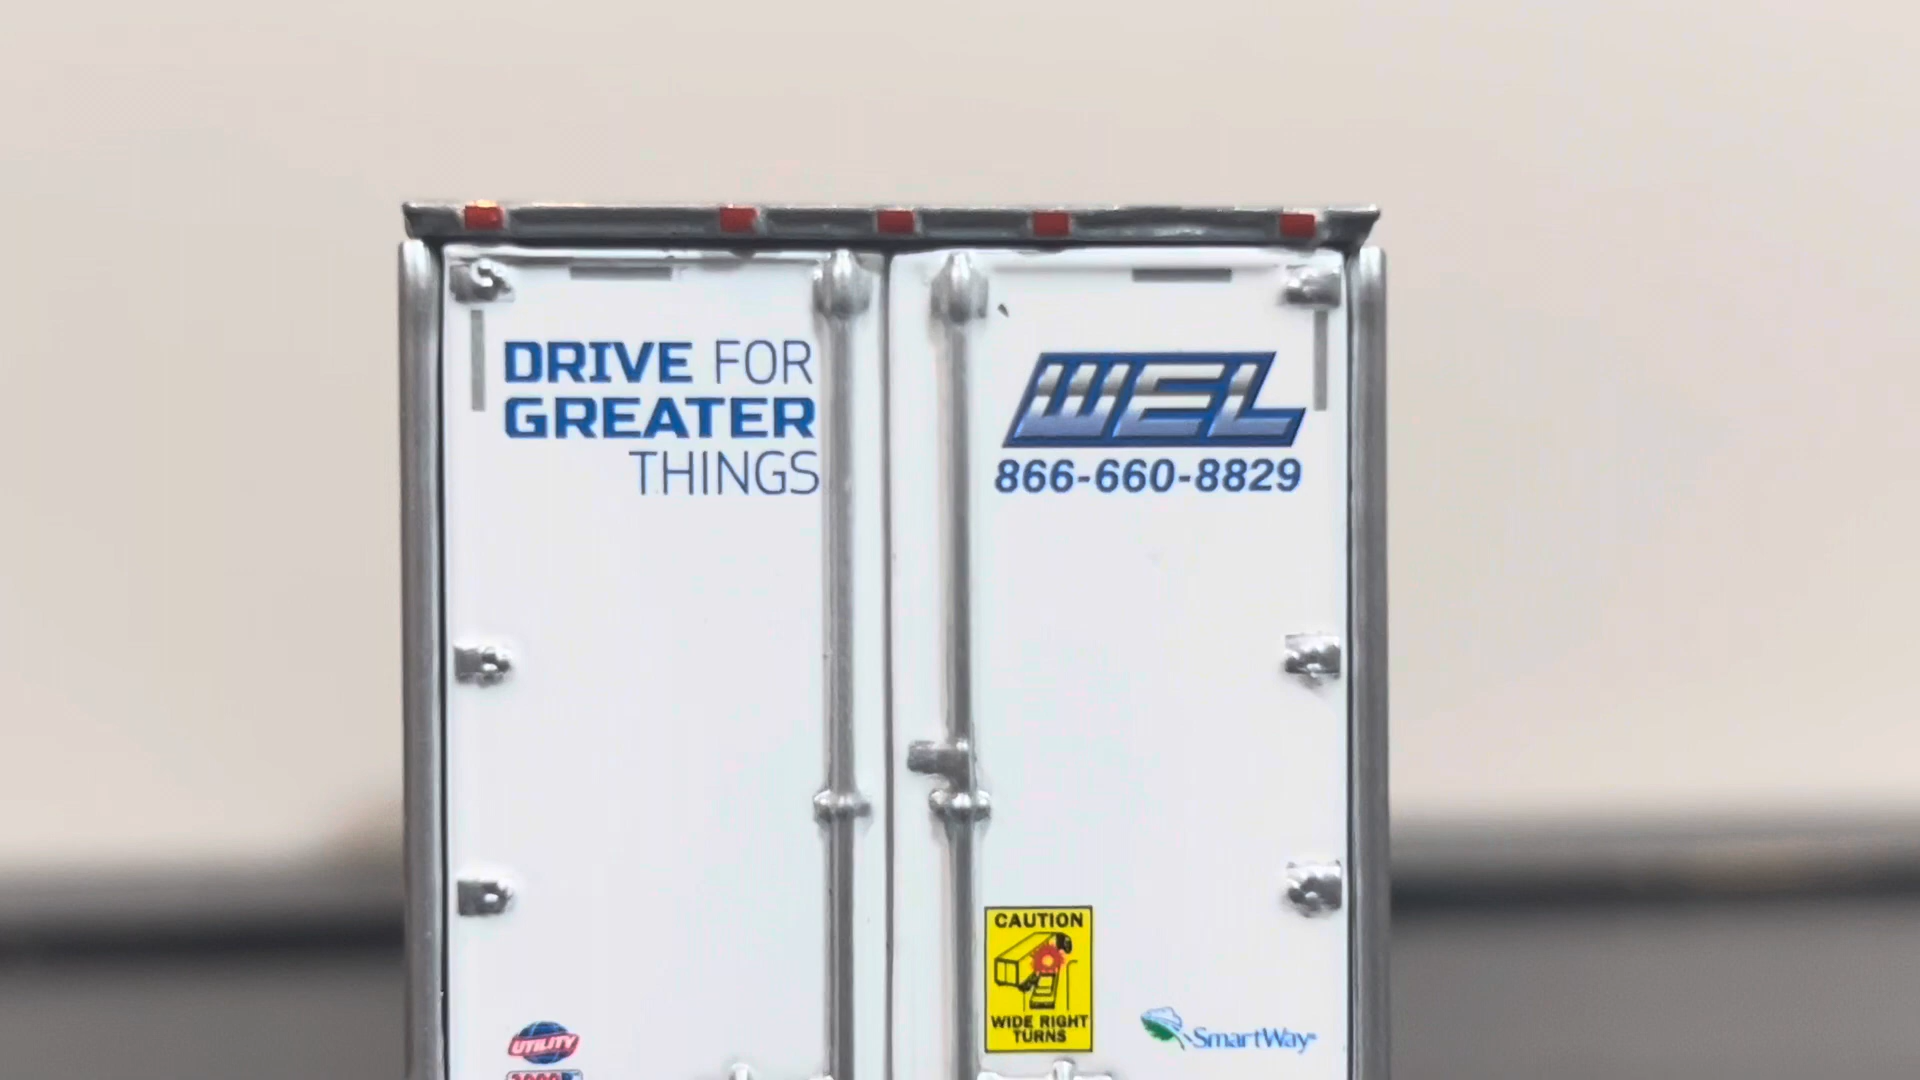 DRIVE FOR
GREATER
THINGS
WEL
866-660-8829
CAUTION
WIDE RIGHT
TURNS
UTILITY
SmartWay